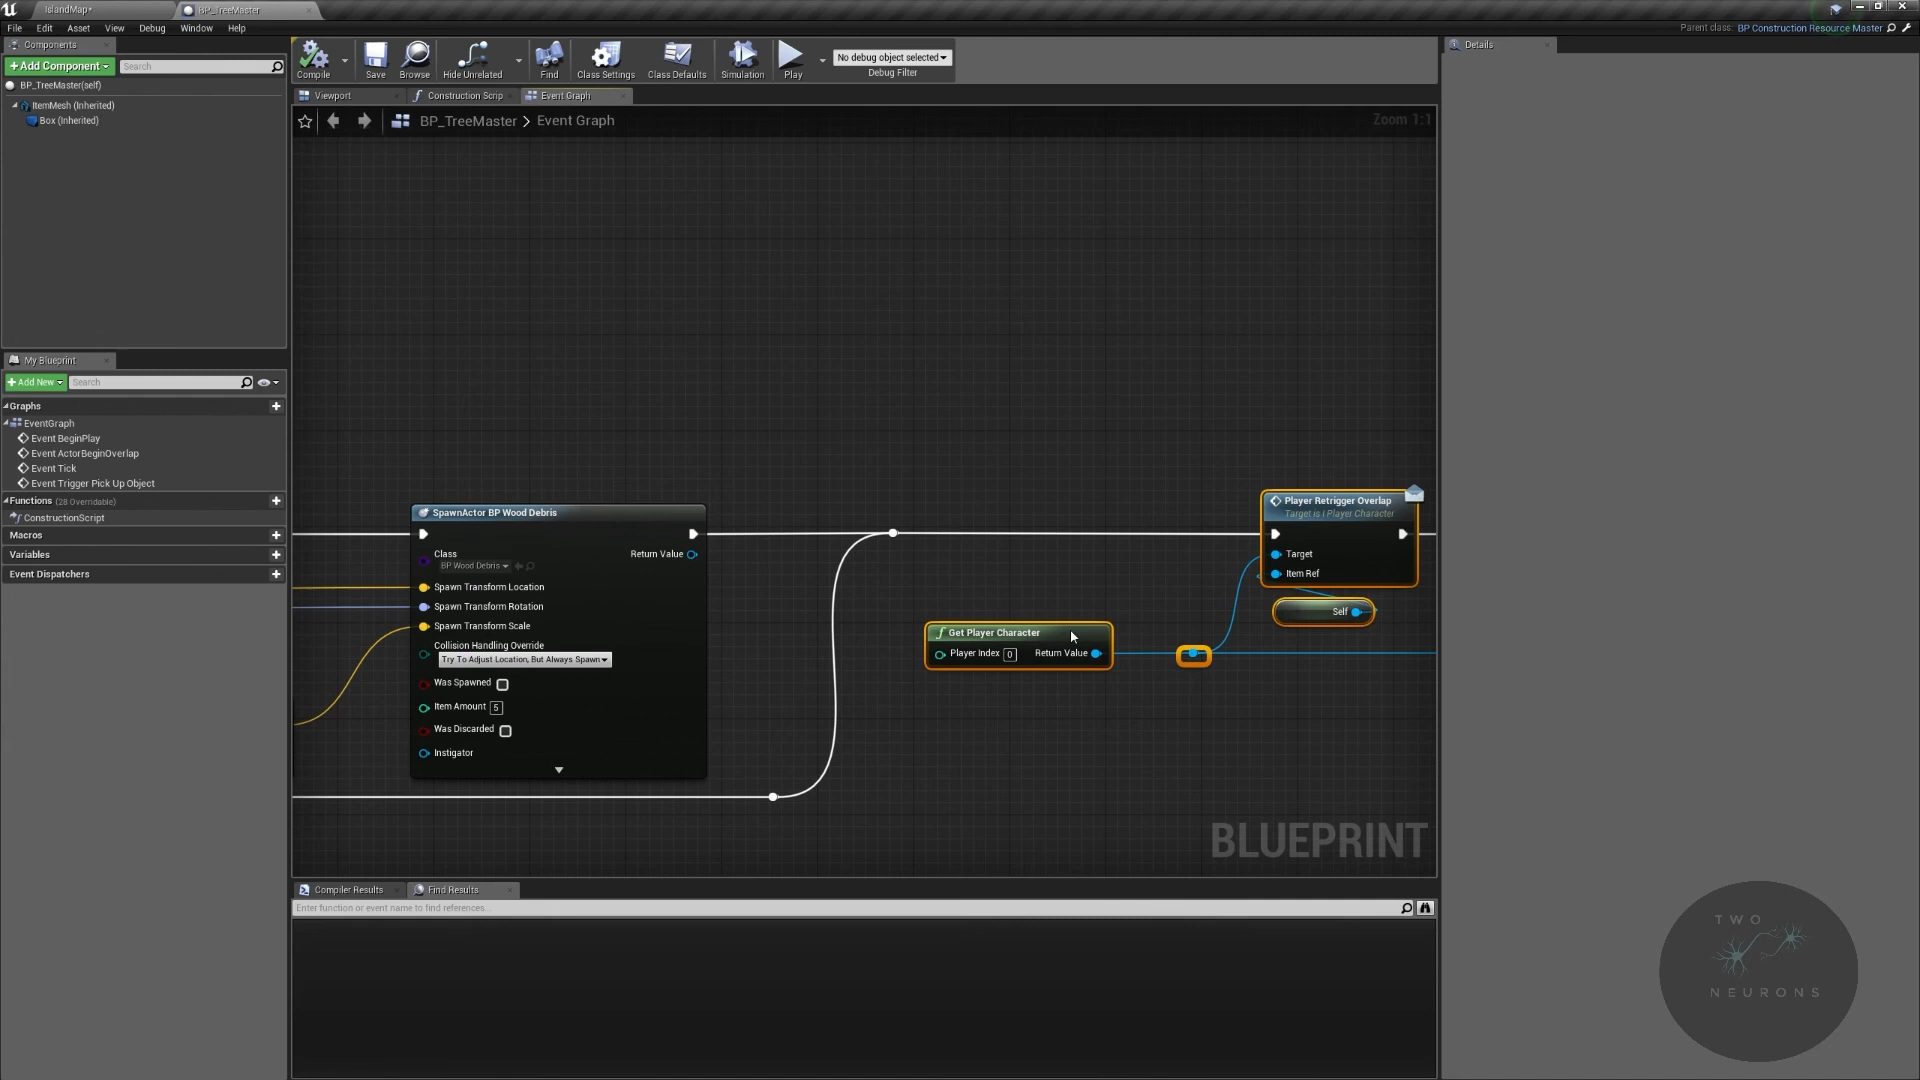 IslandMap*
BP_TreeMaster
File Edit Asset View Debug Window Help
Parent class: BP Construction Resource Master
Components
+Add Component
Search
BP_TreeMaster(self)
ItemMesh (Inherited)
Box (Inherited)
Compile
Save
Browse
Hide Unrelated
Find
Class Settings
Class Defaults
Simulation
Play
No debug object selected
Debug Filter
Details
Viewport
Construction Scrip
Event Graph
BP_TreeMaster > Event Graph
Zoom 1:1
My Blueprint
+Add New
Search
Graphs
EventGraph
Event BeginPlay
Event ActorBeginOverlap
Event Tick
Event Trigger Pick Up Object
Functions (28 Overridable)
ConstructionScript
Macros
Variables
Event Dispatchers
SpawnActor BP Wood Debris
Class
BP Wood Debris
Return Value
Spawn Transform Location
Spawn Transform Rotation
Spawn Transform Scale
Collision Handling Override
Try To Adjust Location, But Always Spawn
Was Spawned
Item Amount 5
Was Discarded
Instigator
Get Player Character
Player Index 0
Return Value
Player Retrigger Overlap
Target is I Player Character
Target
Item Ref
Self
BLUEPRINT
Compiler Results
Find Results
Enter function or event name to find references...
TWO
NEURONS